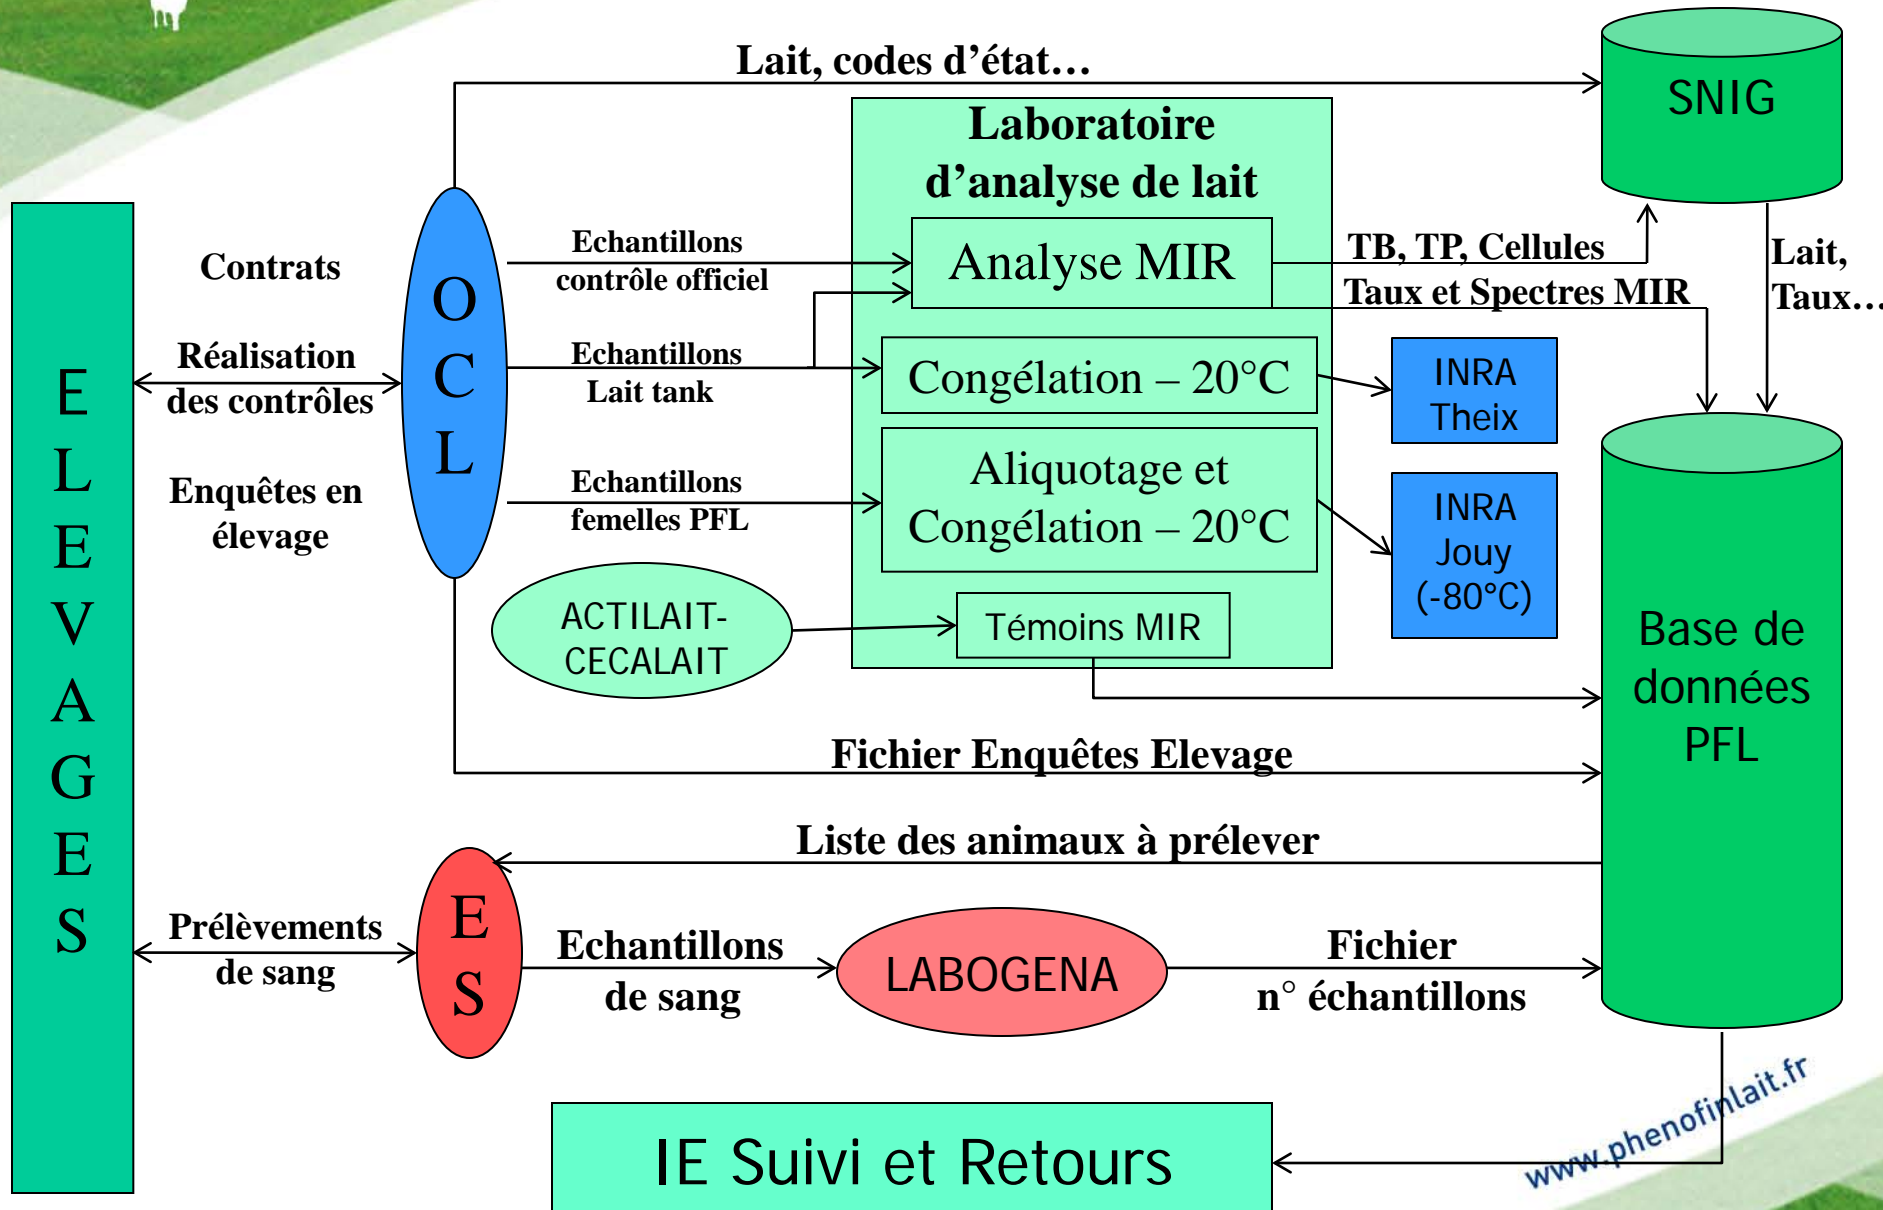 Lait, codes d’état…
SNIG
Laboratoire
d’analyse de lait
ELEVAGES
Contrats
Réalisation
des contrôles
Enquêtes en
élevage
OCL
Echantillons
contrôle officiel
Echantillons
Lait tank
Echantillons
femelles PFL
Analyse MIR
Congélation – 20°C
Aliquotage et
Congélation – 20°C
ACTILAIT-
CECALAIT
Témoins MIR
TB, TP, Cellules
Taux et Spectres MIR
Lait,
Taux…
INRA
Theix
INRA
Jouy
(-80°C)
Base de
données
PFL
Fichier Enquêtes Elevage
Liste des animaux à prélever
Prélèvements
de sang
ES
Echantillons
de sang
LABOGENA
Fichier
n° échantillons
IE Suivi et Retours
www.phenofinlait.fr